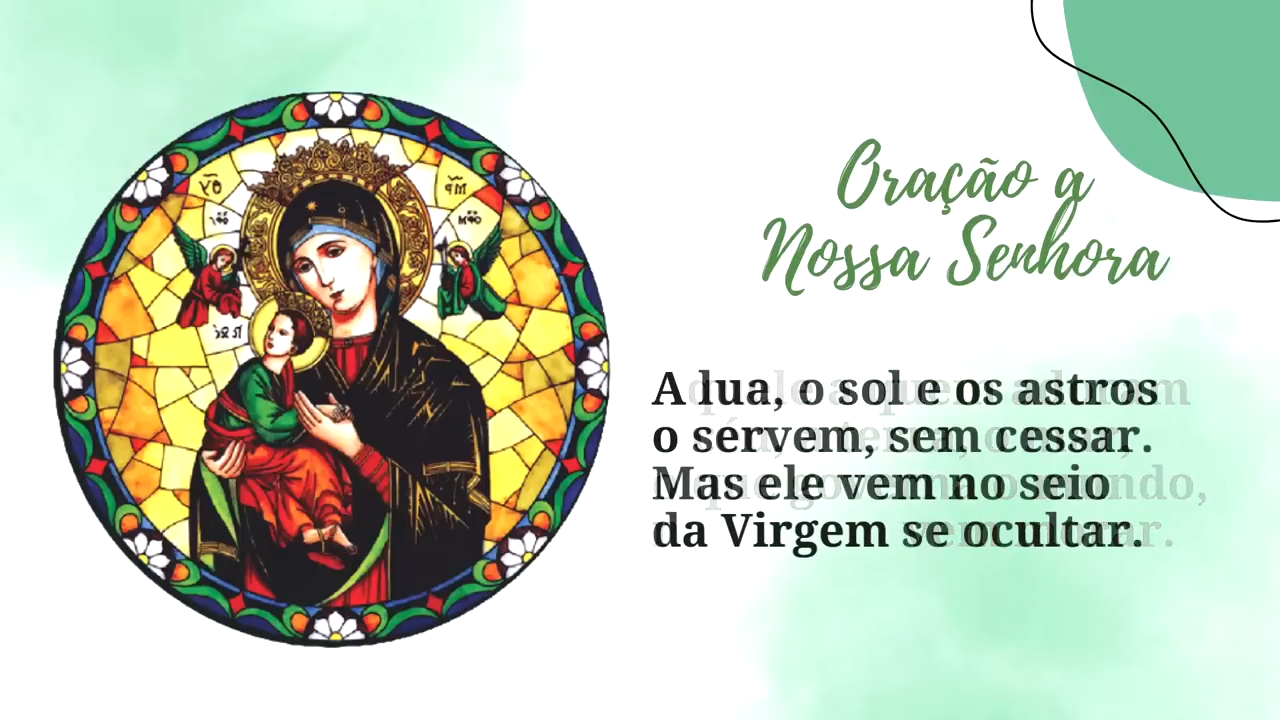 Oração a
Nossa Senhora
A lua, o sol e os astros
o servem, sem cessar.
Mas ele vem no seio
da Virgem se ocultar.